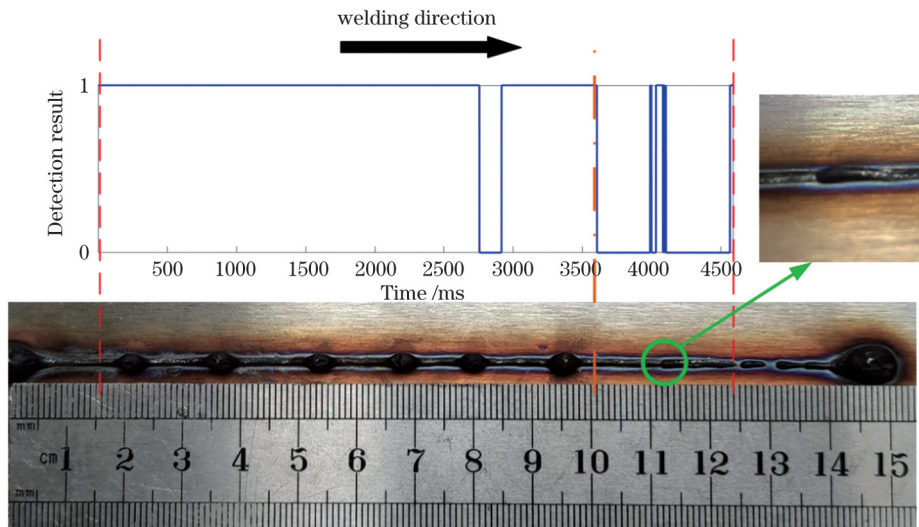 welding direction
1
Detection result
0
500 1000 1500 2000 2500 3000 3500 4000 4500
Time /ms
mm
cm 1 2 3 4 5 6 7 8 9 10 11 12 13 14 15
mm